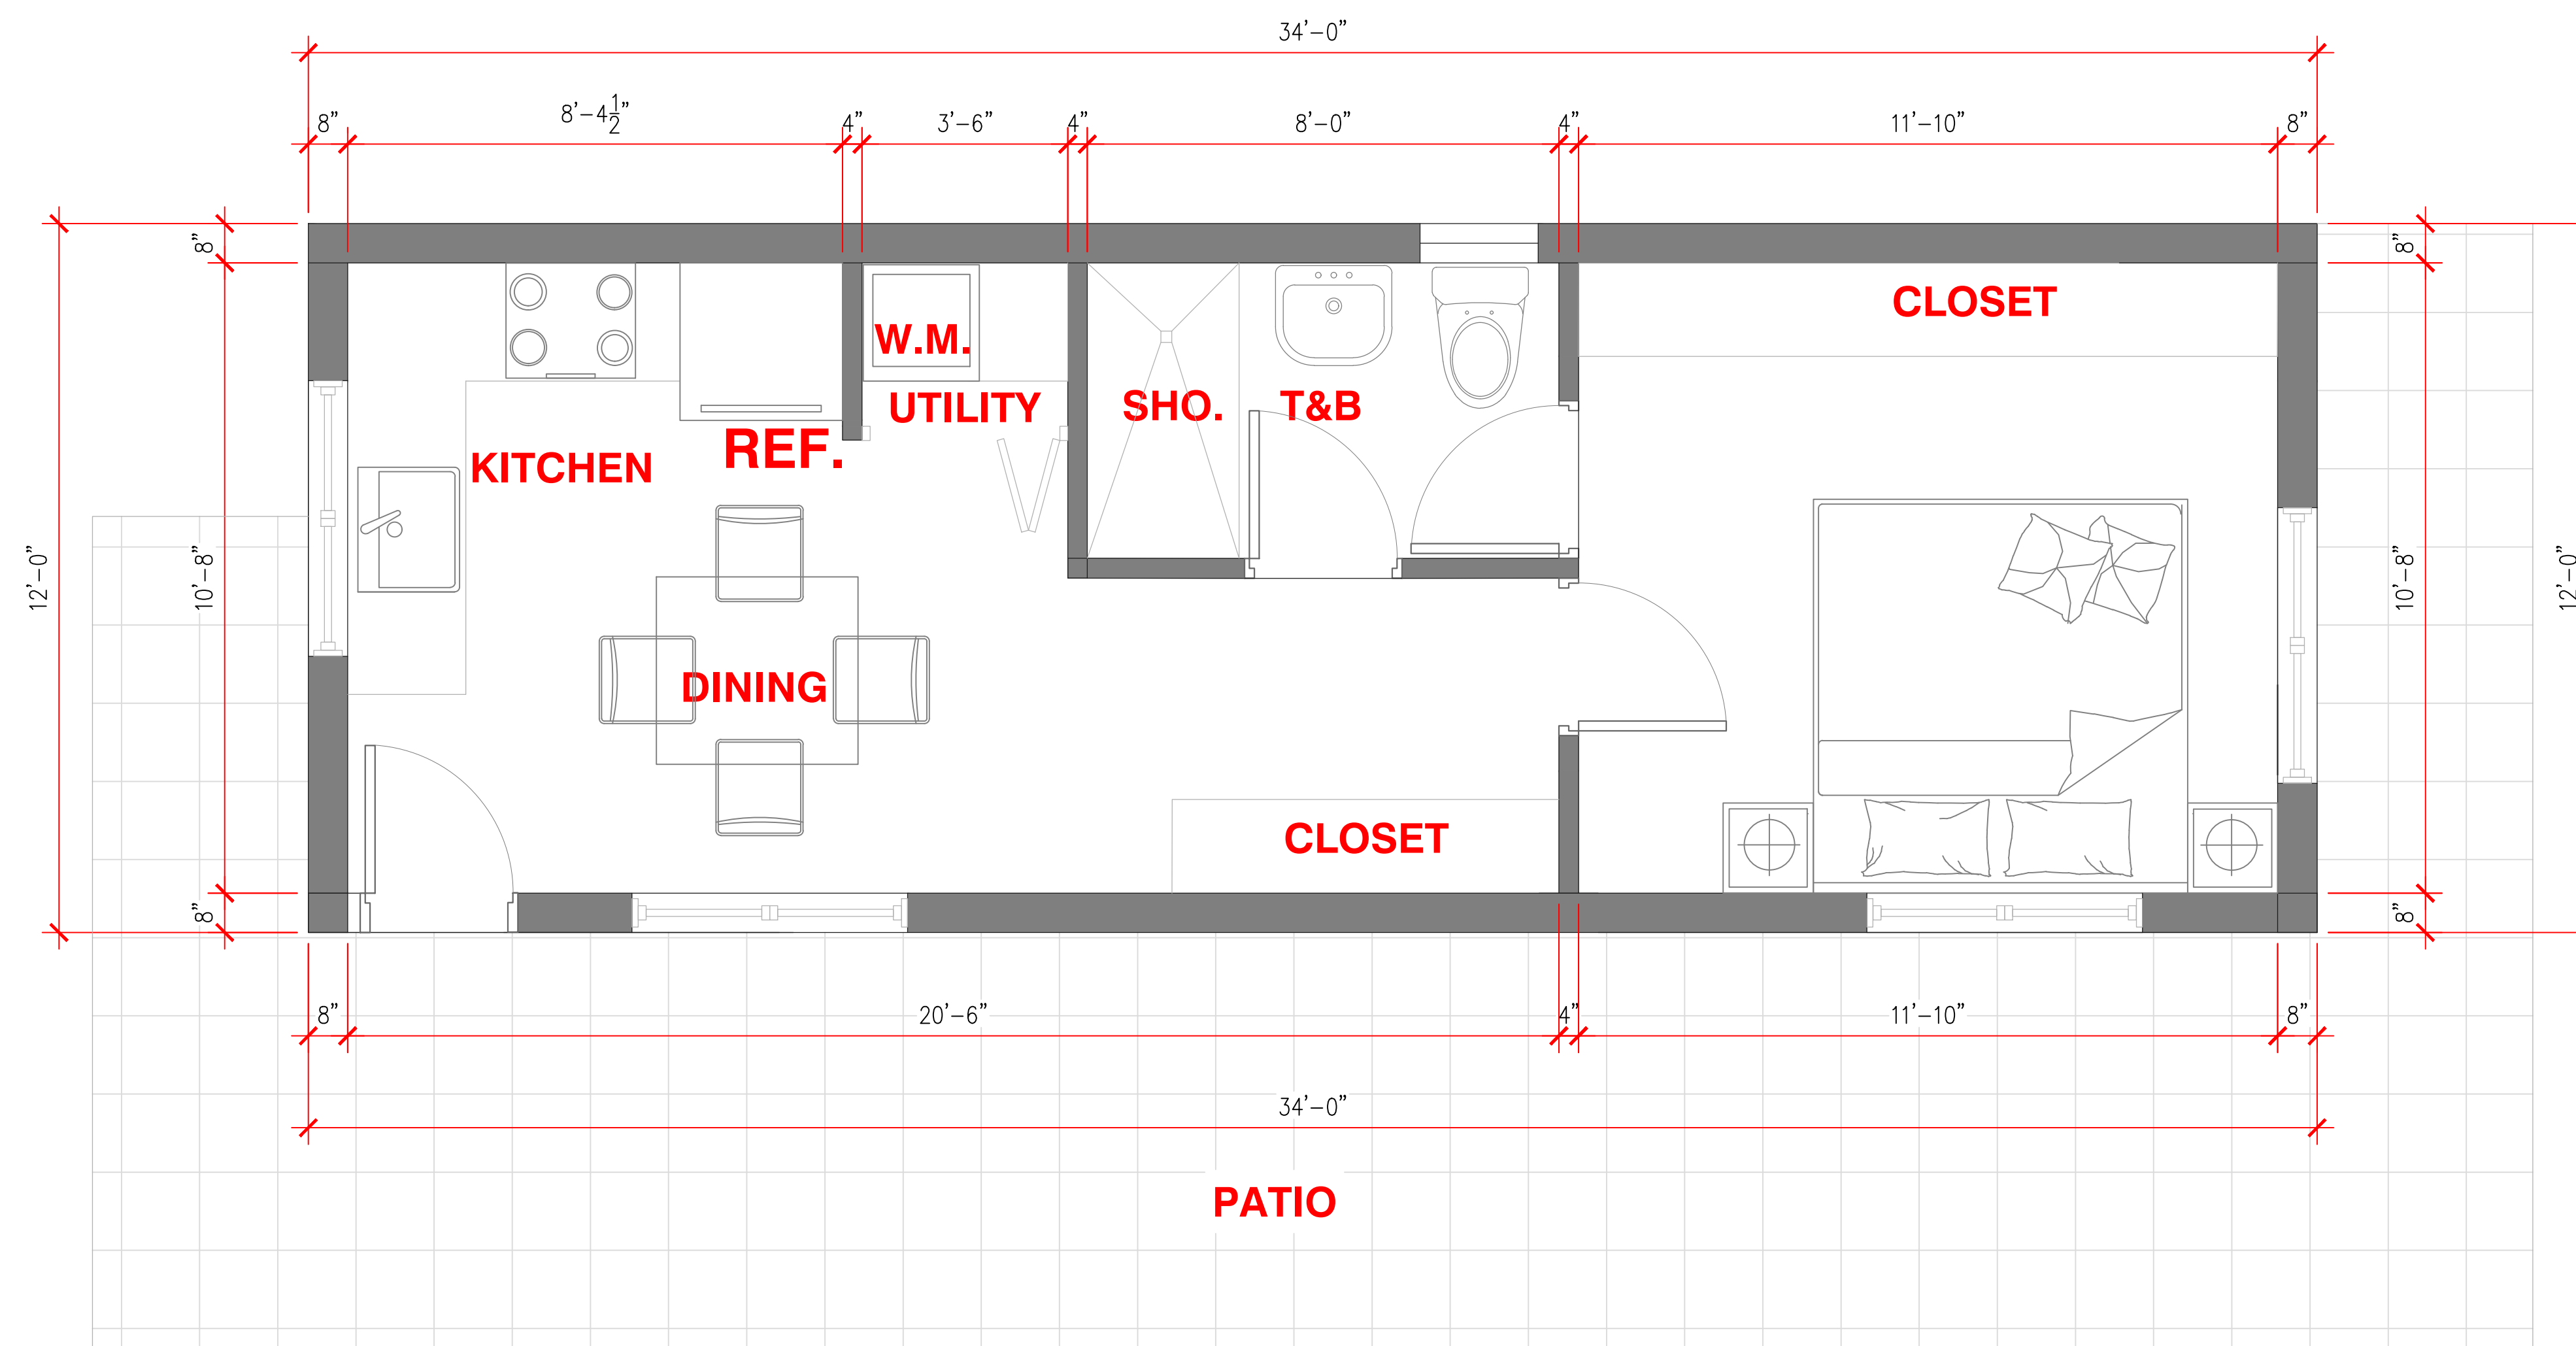 34'-0"
8" 8'-4 1/2" 4" 3'-6" 4" 8'-0" 4" 11'-10" 8"
8" 8"
CLOSET
W.M.
UTILITY SHO. T&B
REF.
KITCHEN
12'-0" 10'-8" 10'-8" 12'-0"
DINING
CLOSET
8" 8"
8" 20'-6" 4" 11'-10" 8"
34'-0"
PATIO